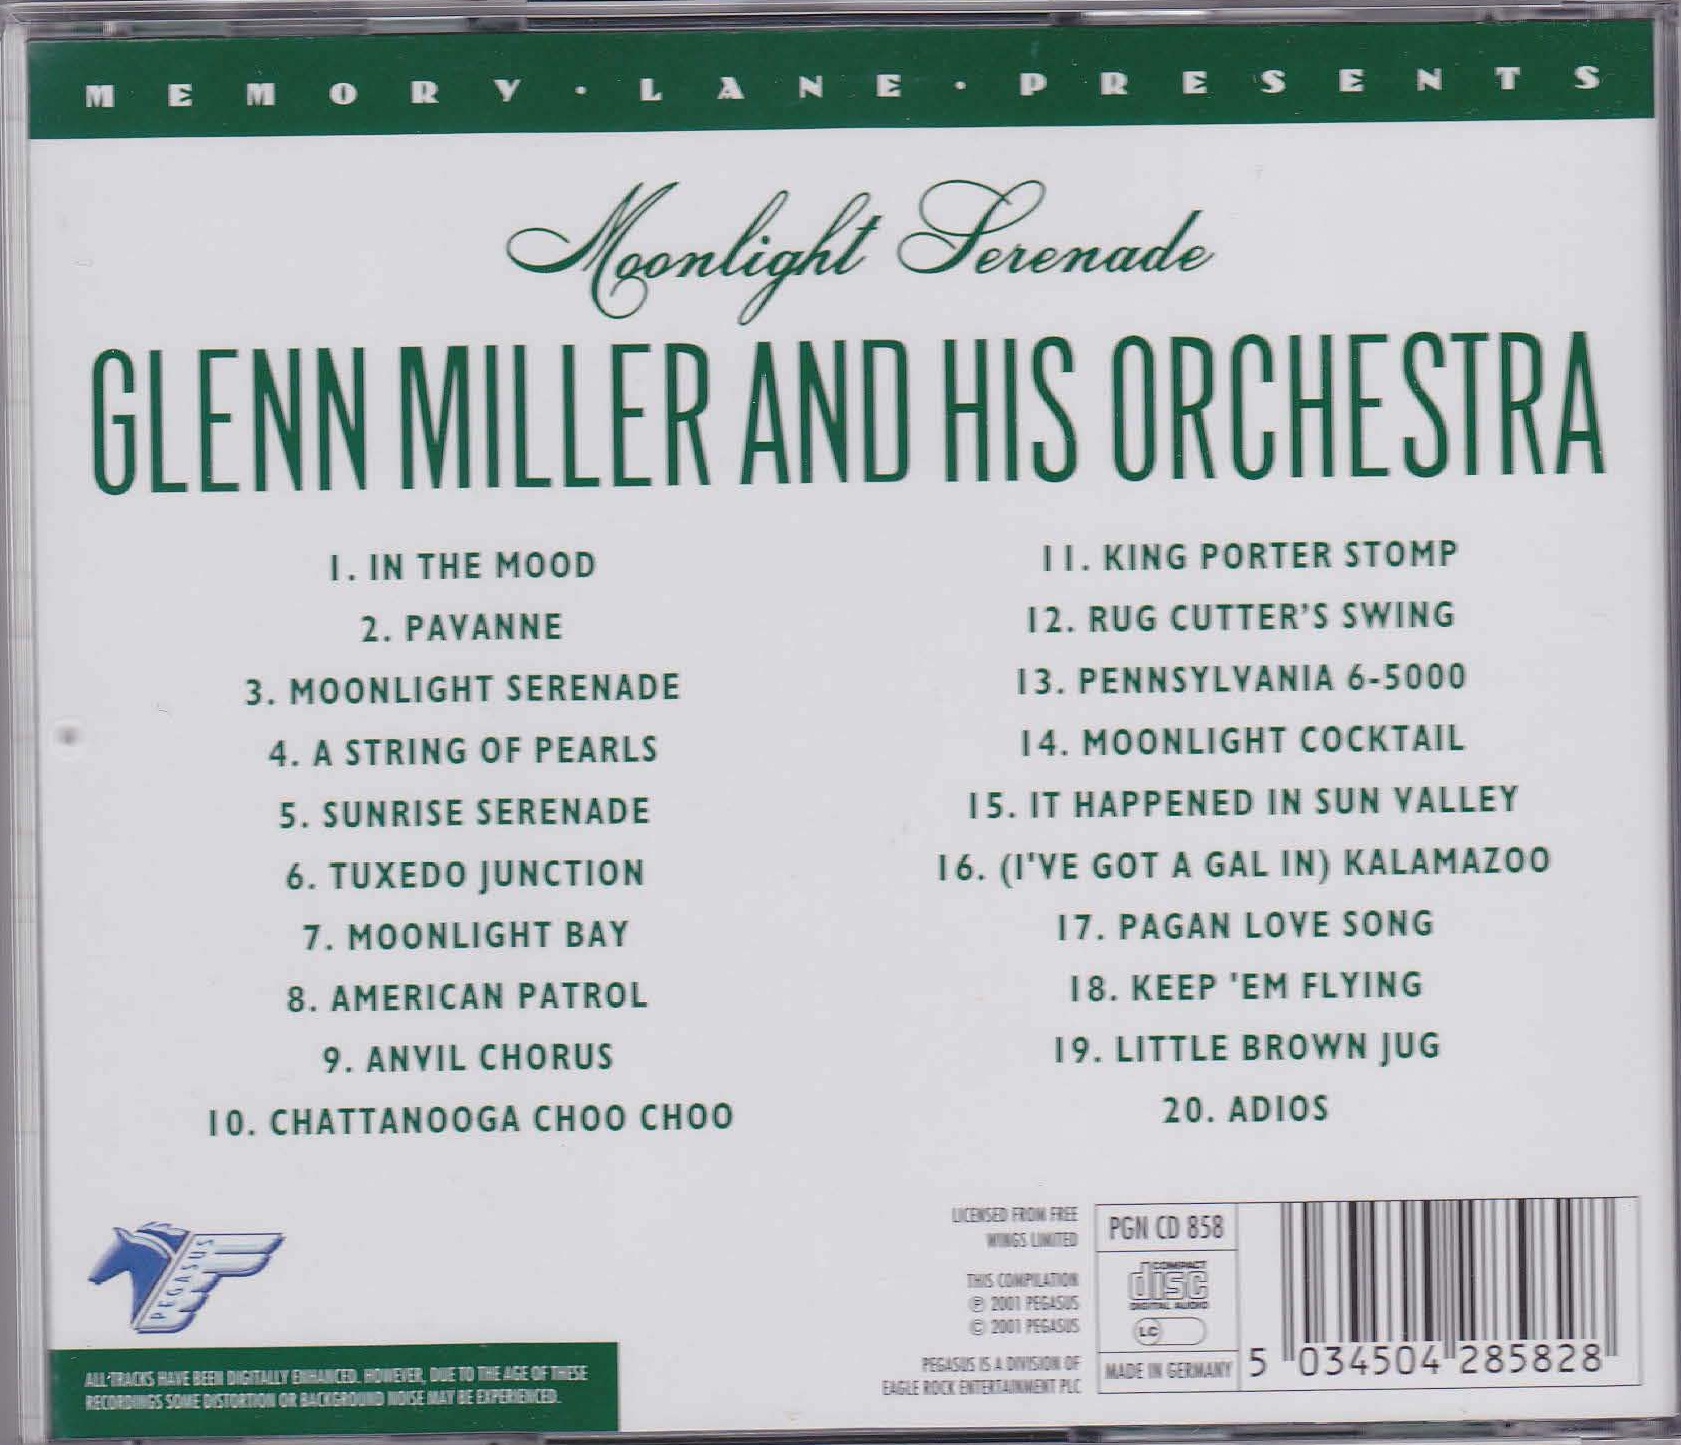 MEMORY · LANE · PRESENTS
Moonlight Serenade
GLENN MILLER AND HIS ORCHESTRA
1. IN THE MOOD
2. PAVANNE
3. MOONLIGHT SERENADE
4. A STRING OF PEARLS
5. SUNRISE SERENADE
6. TUXEDO JUNCTION
7. MOONLIGHT BAY
8. AMERICAN PATROL
9. ANVIL CHORUS
10. CHATTANOOGA CHOO CHOO
11. KING PORTER STOMP
12. RUG CUTTER'S SWING
13. PENNSYLVANIA 6-5000
14. MOONLIGHT COCKTAIL
15. IT HAPPENED IN SUN VALLEY
16. (I'VE GOT A GAL IN) KALAMAZOO
17. PAGAN LOVE SONG
18. KEEP 'EM FLYING
19. LITTLE BROWN JUG
20. ADIOS
PEGASUS
ALL TRACKS HAVE BEEN DIGITALLY ENHANCED. HOWEVER, DUE TO THE AGE OF THESE
RECORDINGS SOME DISTORTION OR BACKGROUND NOISE MAY BE EXPERIENCED.
LICENSED FROM FREE
WINGS LIMITED
THIS COMPILATION
℗ 2001 PEGASUS
© 2001 PEGASUS
PEGASUS IS A DIVISION OF
EAGLE ROCK ENTERTAINMENT PLC
PGN CD 858
COMPACT
disc
DIGITAL AUDIO
LC
MADE IN GERMANY
5 034504 285828